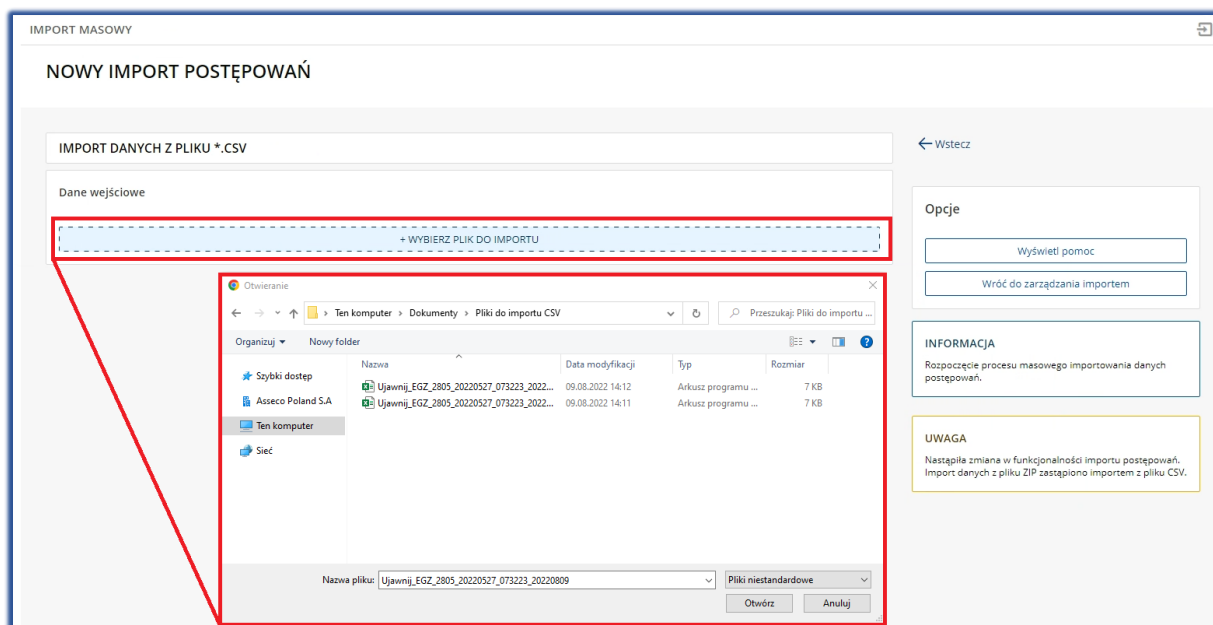 IMPORT MASOWY
NOWY IMPORT POSTĘPOWAŃ
IMPORT DANYCH Z PLIKU *.CSV
Dane wejściowe
+ WYBIERZ PLIK DO IMPORTU
Otwieranie
Ten komputer › Dokumenty › Pliki do importu CSV
Przeszukaj: Pliki do importu ...
Organizuj
Nowy folder
Szybki dostęp
Asseco Poland S.A
Ten komputer
Sieć
Nazwa Data modyfikacji Typ Rozmiar
Ujawnij_EGZ_2805_20220527_073223_2022... 09.08.2022 14:12 Arkusz programu ... 7 KB
Ujawnij_EGZ_2805_20220527_073223_2022... 09.08.2022 14:11 Arkusz programu ... 7 KB
Nazwa pliku: Ujawnij_EGZ_2805_20220527_073223_20220809
Pliki niestandardowe
Otwórz
Anuluj
Wstecz
Opcje
Wyświetl pomoc
Wróć do zarządzania importem
INFORMACJA
Rozpoczęcie procesu masowego importowania danych
postępowań.
UWAGA
Nastąpiła zmiana w funkcjonalności importu postępowań.
Import danych z pliku ZIP zastąpiono importem z pliku CSV.